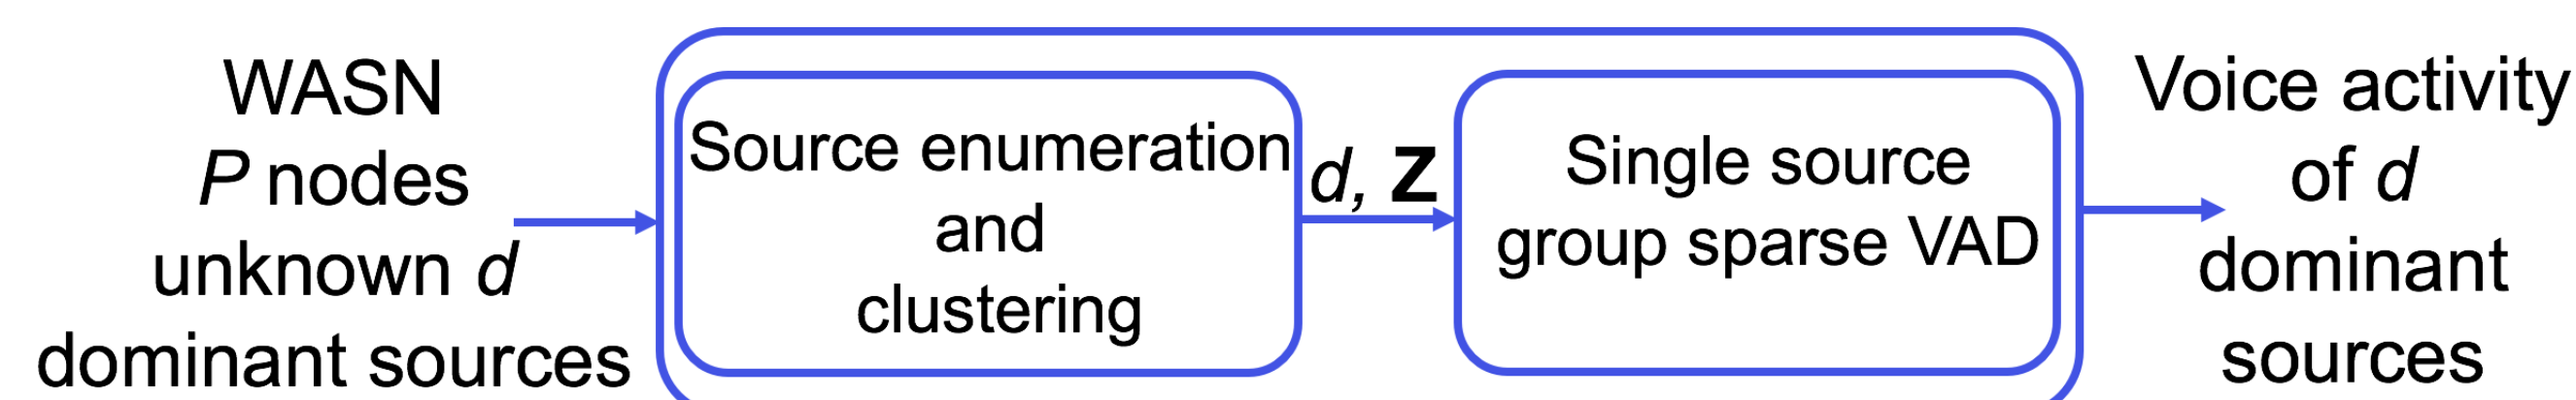 WASN
P nodes
unknown d
dominant sources
Source enumeration
and
clustering
d, Z
Single source
group sparse VAD
Voice activity
of d
dominant
sources